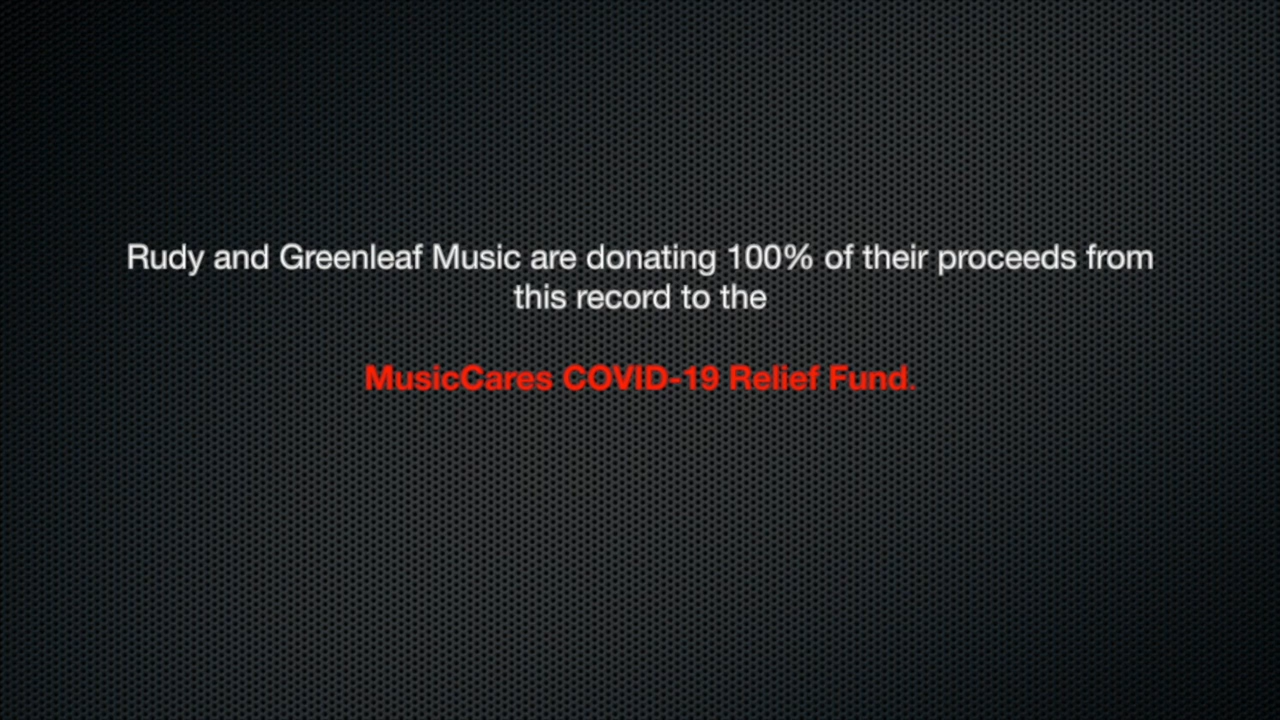 Rudy and Greenleaf Music are donating 100% of their proceeds from
this record to the
MusicCares COVID-19 Relief Fund.